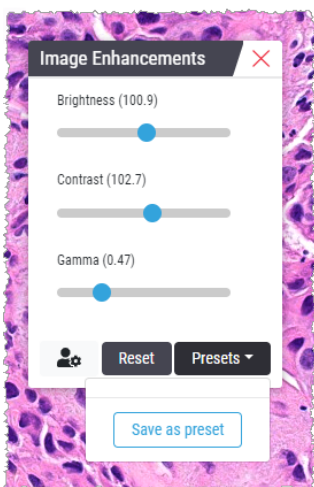 Image Enhancements
Brightness (100.9)
Contrast (102.7)
Gamma (0.47)
Reset Presets
Save as preset